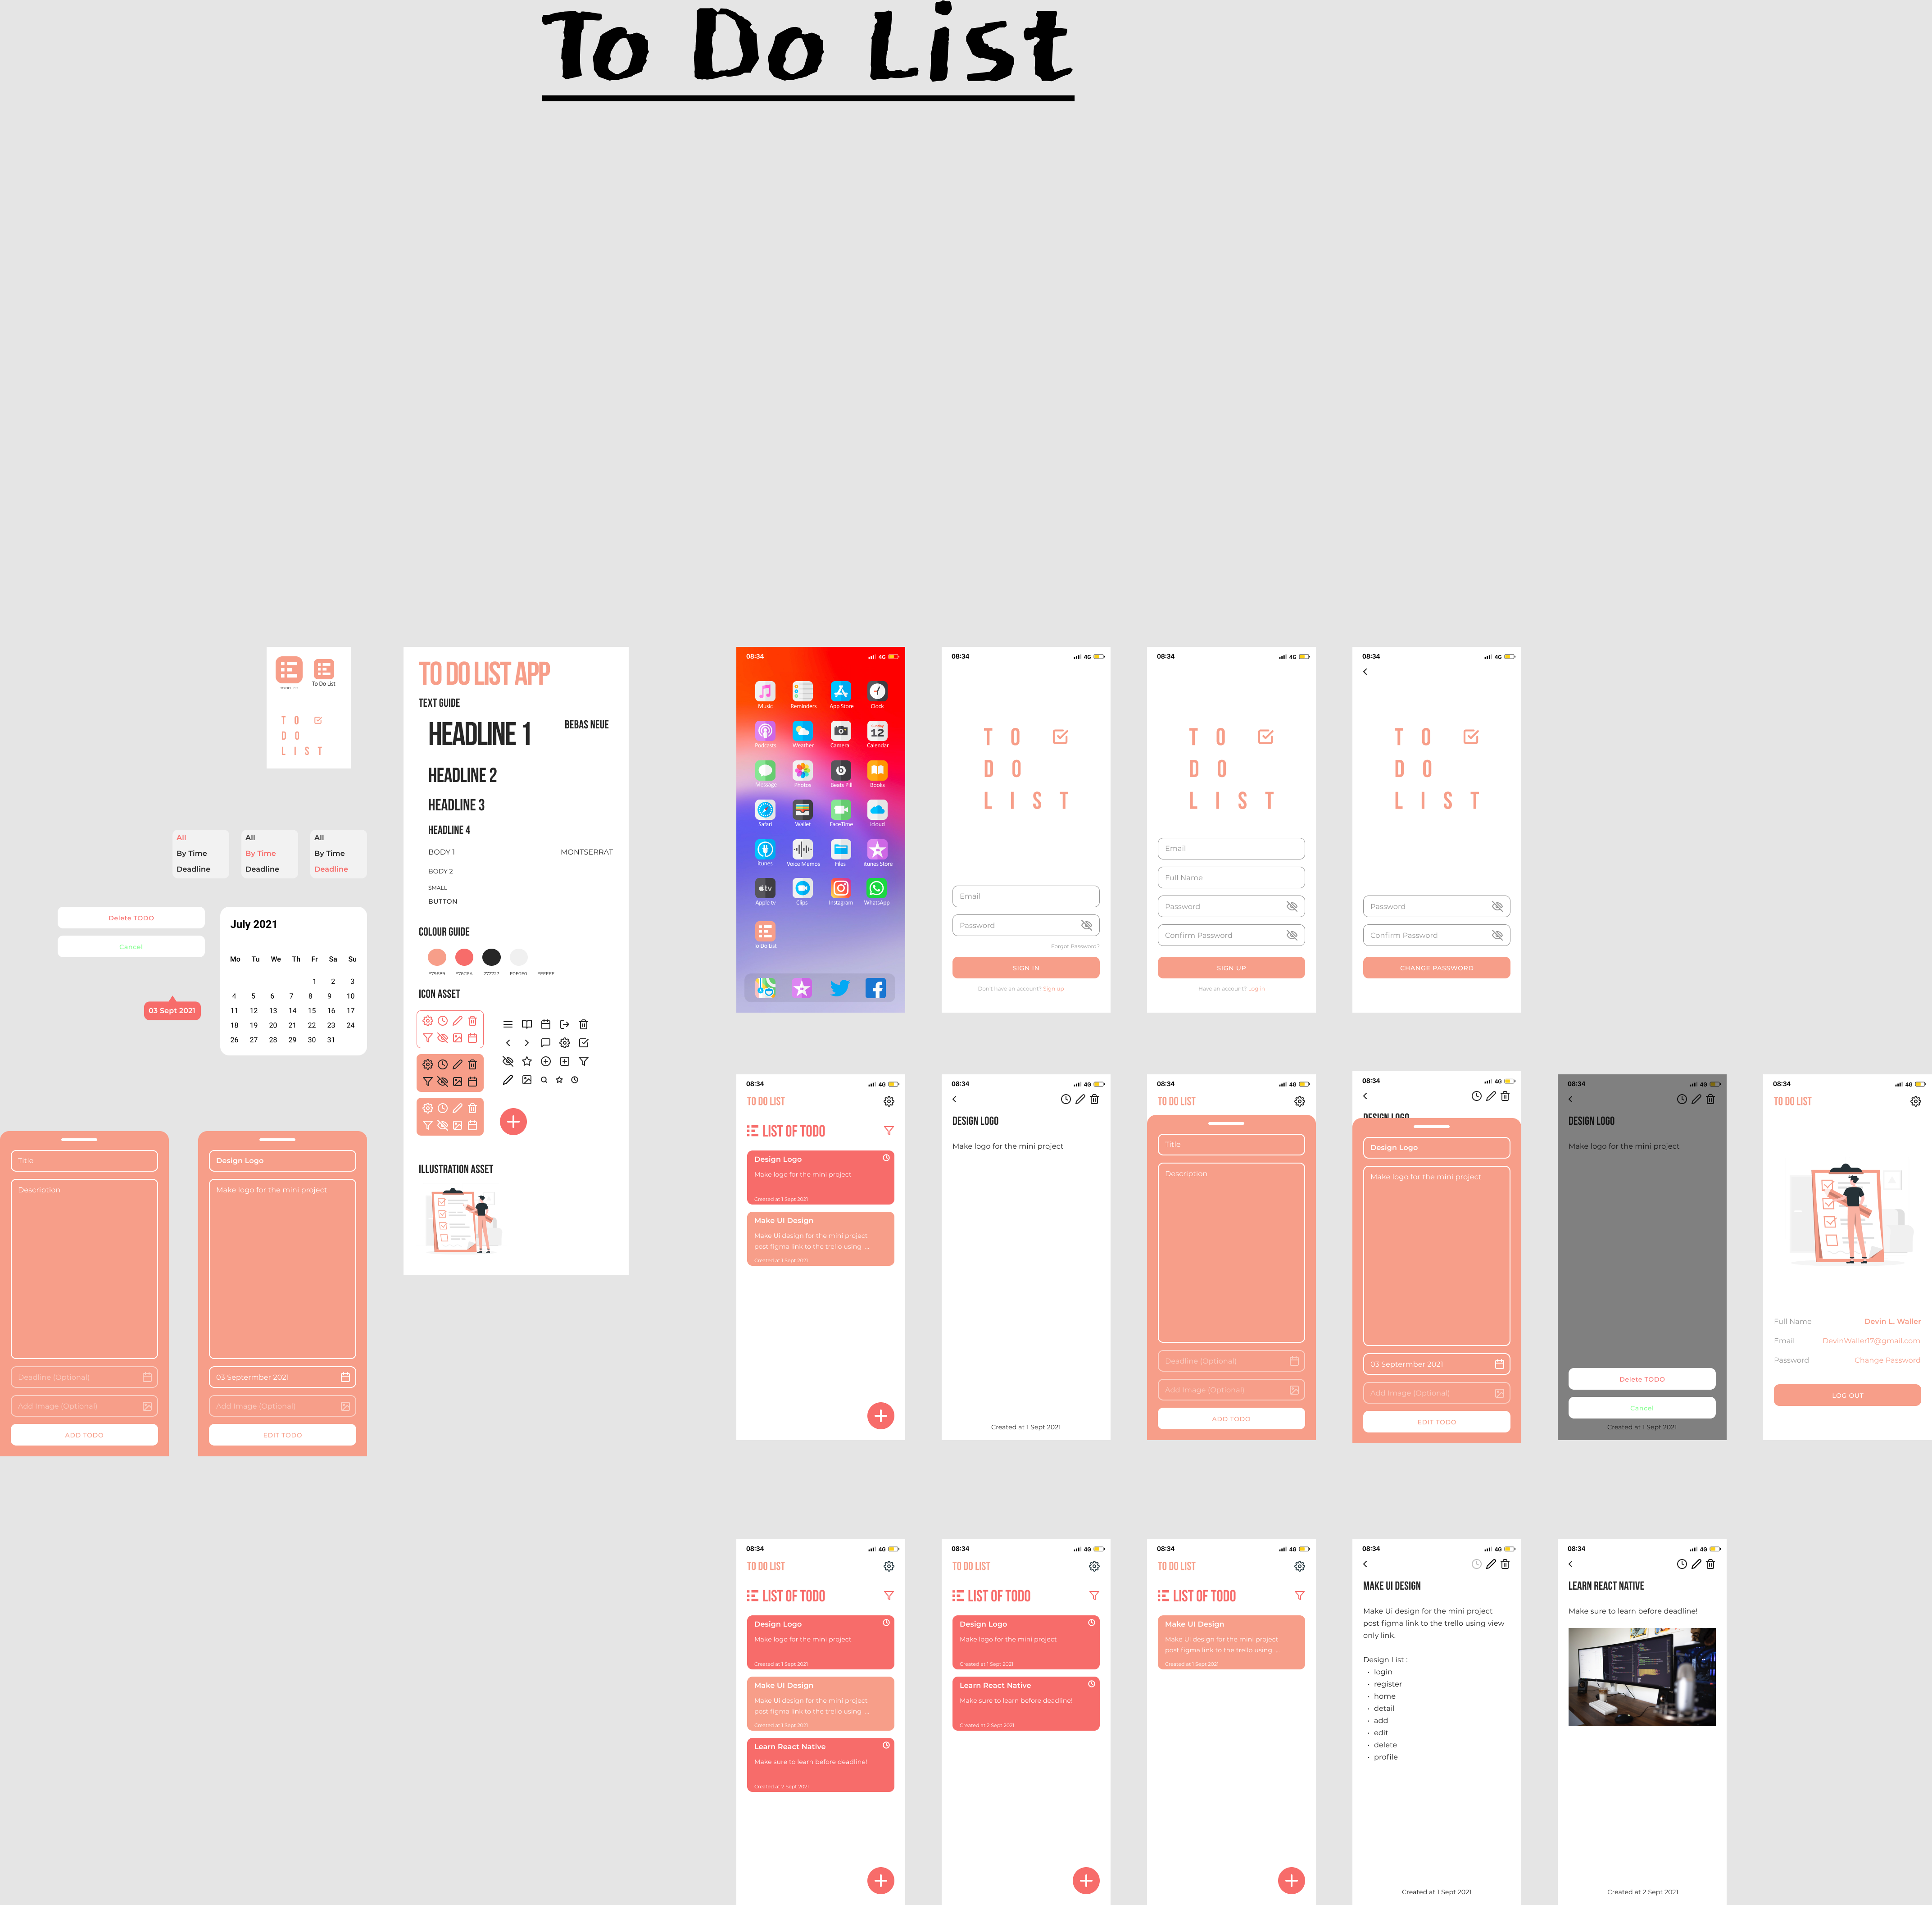 To Do List
TO DO LIST
To Do List
T O
D O
L I S T
All
By Time
Deadline
All
By Time
Deadline
All
By Time
Deadline
Delete TODO
Cancel
July 2021
Mo Tu We Th Fr Sa Su
1 2 3
4 5 6 7 8 9 10
11 12 13 14 15 16 17
18 19 20 21 22 23 24
26 27 28 29 30 31
03 Sept 2021
Title
Description
Deadline (Optional)
Add Image (Optional)
ADD TODO
Design Logo
Make logo for the mini project
03 Septermber 2021
Add Image (Optional)
EDIT TODO
TO DO LIST APP
TEXT GUIDE
HEADLINE 1
BEBAS NEUE
HEADLINE 2
HEADLINE 3
HEADLINE 4
BODY 1
MONTSERRAT
BODY 2
SMALL
BUTTON
COLOUR GUIDE
F79E89 F76C6A 272727 F0F0F0 FFFFFF
ICON ASSET
ILLUSTRATION ASSET
08:34 4G
Music Reminders App Store Clock
Podcasts Weather Camera Calendar
12
Message Photos Beats Pill Books
Safari Wallet FaceTime icloud
Itunes Voice Memos Files Itunes Store
tv
Apple tv Clips Instagram WhatsApp
To Do List
08:34 4G
T O
D O
L I S T
Email
Password
Forgot Password?
SIGN IN
Don't have an account? Sign up
08:34 4G
T O
D O
L I S T
Email
Full Name
Password
Confirm Password
SIGN UP
Have an account? Log in
08:34 4G
T O
D O
L I S T
Password
Confirm Password
CHANGE PASSWORD
08:34 4G
TO DO LIST
LIST OF TODO
Design Logo
Make logo for the mini project
Created at 1 Sept 2021
Make UI Design
Make Ui design for the mini project
post figma link to the trello using ...
Created at 1 Sept 2021
08:34 4G
DESIGN LOGO
Make logo for the mini project
Created at 1 Sept 2021
08:34 4G
TO DO LIST
Title
Description
Deadline (Optional)
Add Image (Optional)
ADD TODO
08:34 4G
DESIGN LOGO
Design Logo
Make logo for the mini project
03 Septermber 2021
Add Image (Optional)
EDIT TODO
08:34 4G
DESIGN LOGO
Make logo for the mini project
Delete TODO
Cancel
Created at 1 Sept 2021
08:34 4G
TO DO LIST
Full Name Devin L. Waller
Email DevinWaller17@gmail.com
Password Change Password
LOG OUT
08:34 4G
TO DO LIST
LIST OF TODO
Design Logo
Make logo for the mini project
Created at 1 Sept 2021
Make UI Design
Make Ui design for the mini project
post figma link to the trello using ...
Created at 1 Sept 2021
Learn React Native
Make sure to learn before deadline!
Created at 2 Sept 2021
08:34 4G
TO DO LIST
LIST OF TODO
Design Logo
Make logo for the mini project
Created at 1 Sept 2021
Learn React Native
Make sure to learn before deadline!
Created at 2 Sept 2021
08:34 4G
TO DO LIST
LIST OF TODO
Make UI Design
Make Ui design for the mini project
post figma link to the trello using ...
Created at 1 Sept 2021
08:34 4G
MAKE UI DESIGN
Make Ui design for the mini project
post figma link to the trello using view
only link.
Design List :
• login
• register
• home
• detail
• add
• edit
• delete
• profile
Created at 1 Sept 2021
08:34 4G
LEARN REACT NATIVE
Make sure to learn before deadline!
Created at 2 Sept 2021